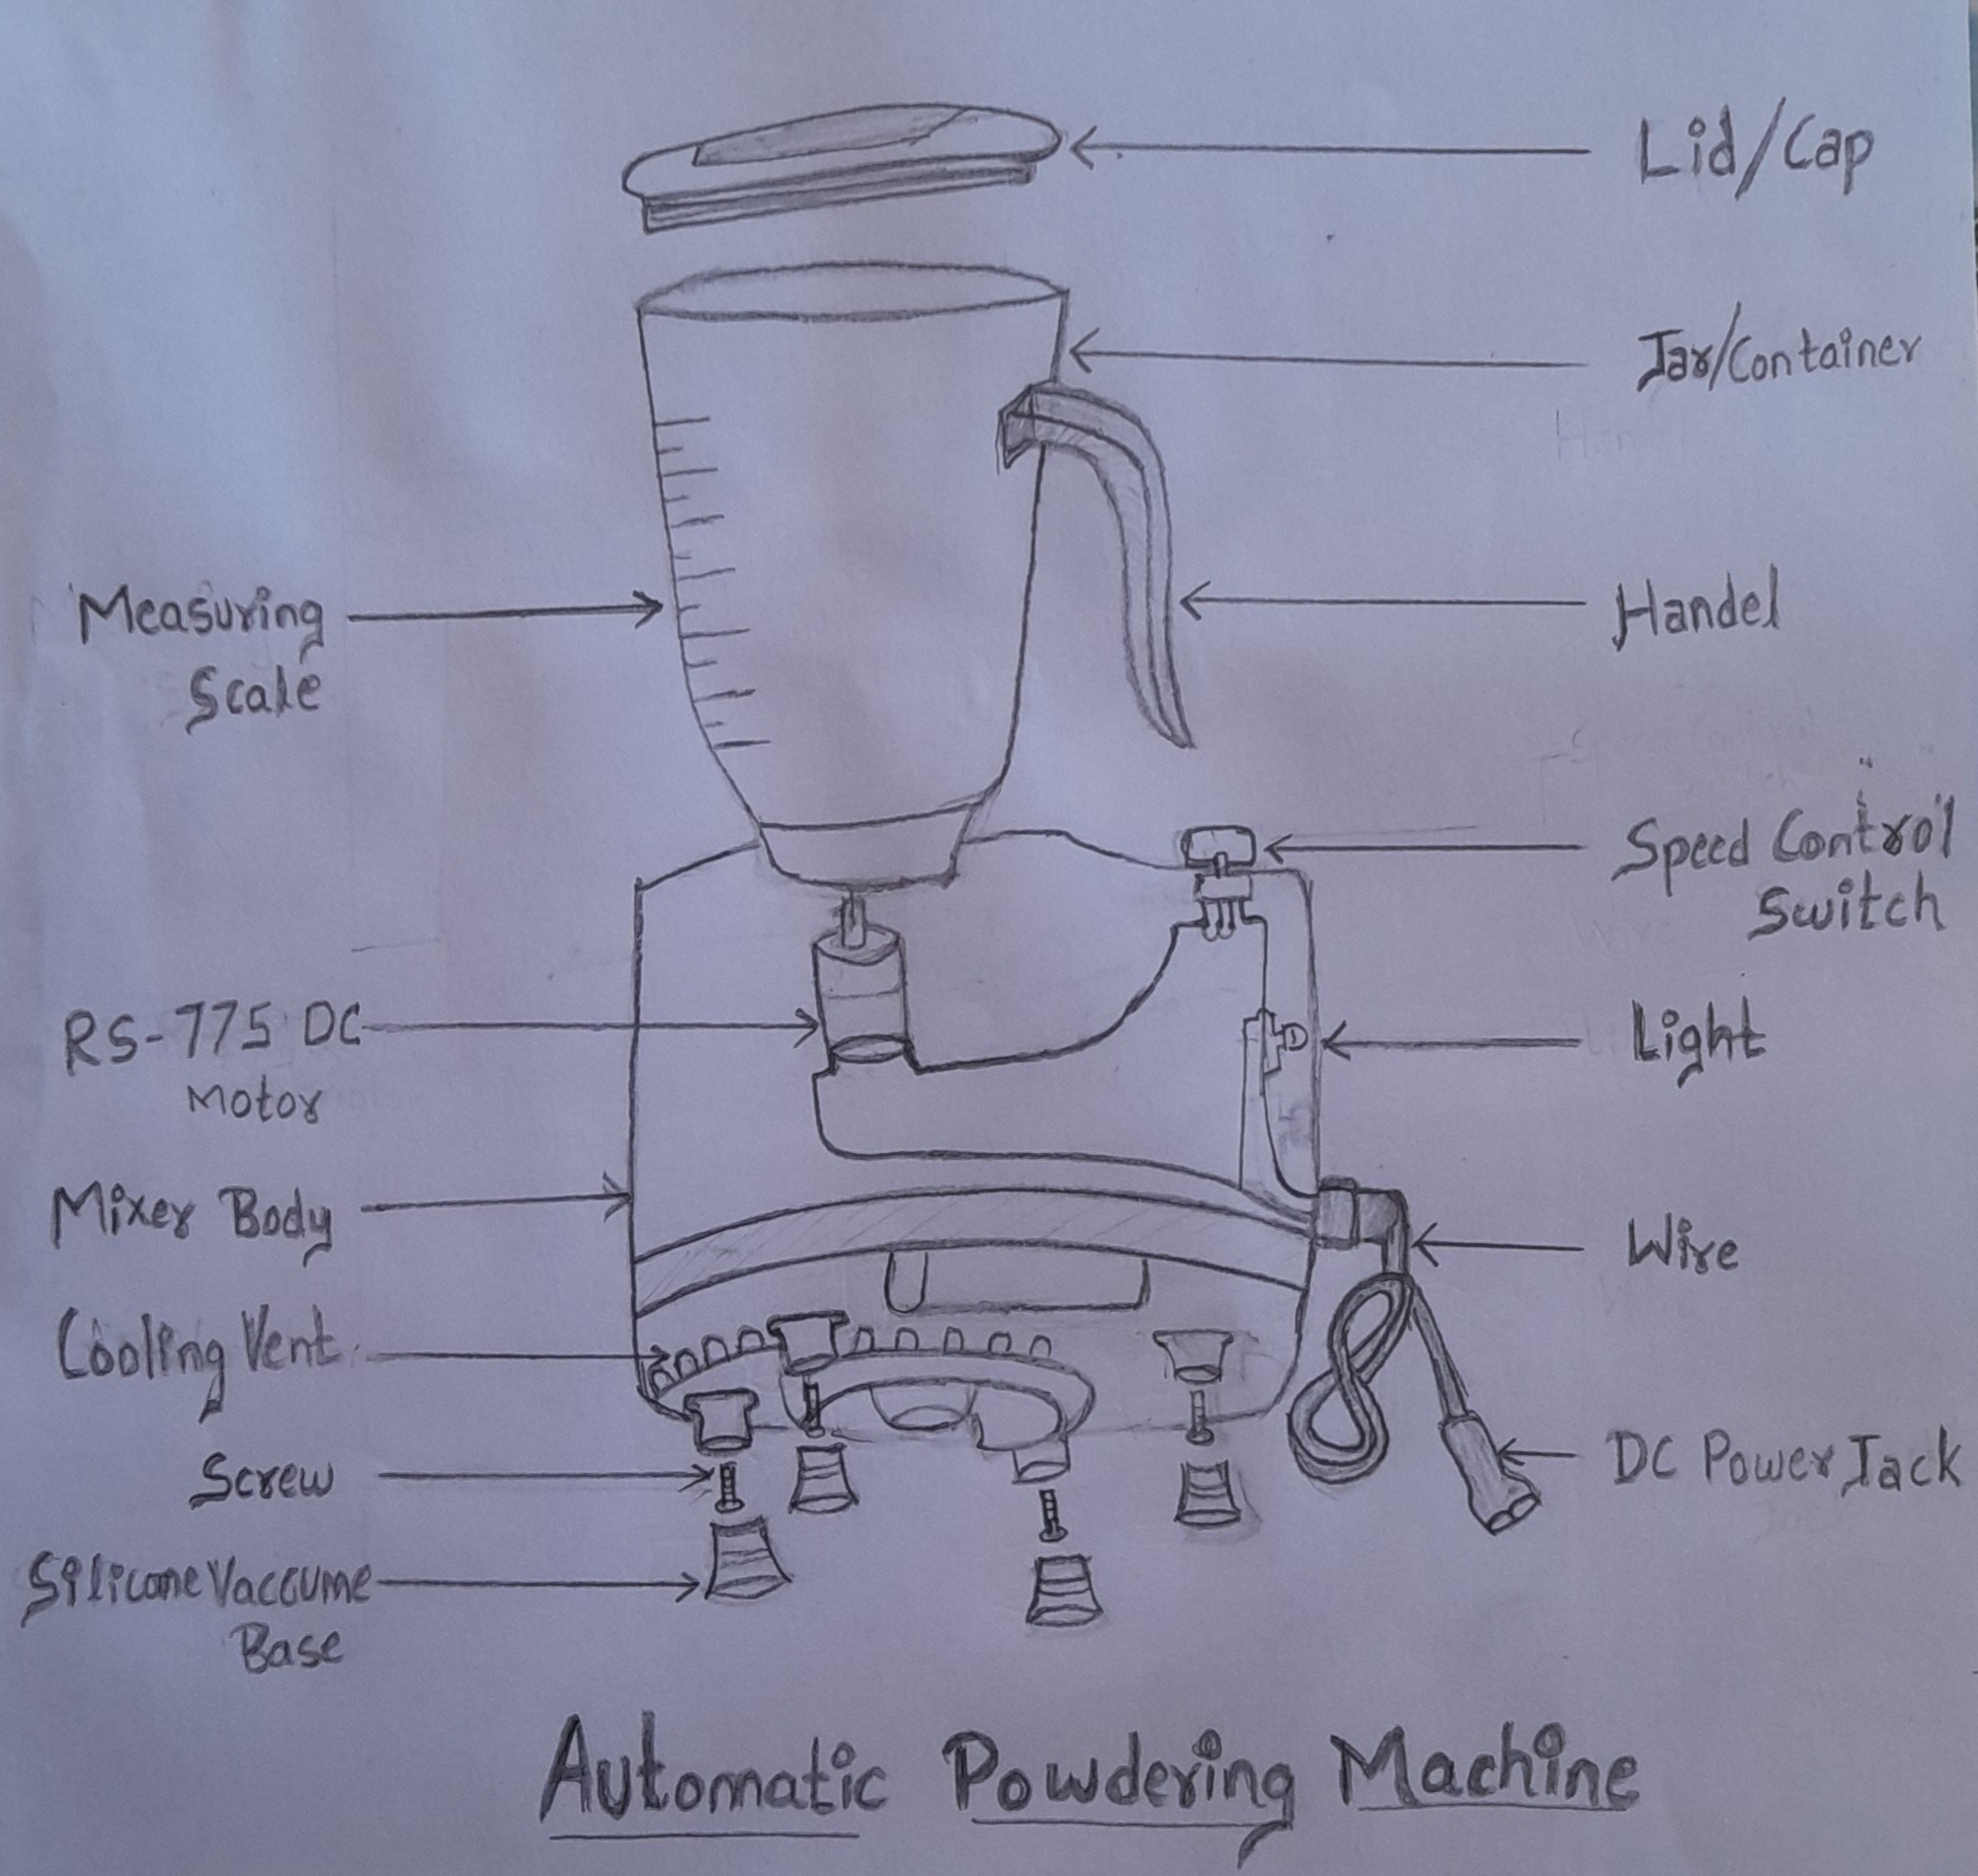 Lid/Cap
Jar/Container
Measuring
Scale
Handel
Speed Control
Switch
RS-775 DC
Motor
Light
Mixer Body
Wire
Cooling Vent
Screw
DC Power Jack
Silicone Vaccume
Base
Automatic Powdering Machine